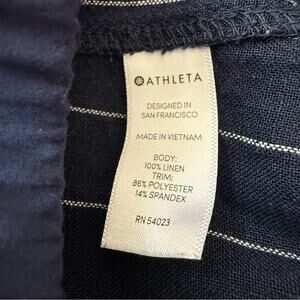 ATHLETA
DESIGNED IN
SAN FRANCISCO
MADE IN VIETNAM
BODY:
100% LINEN
TRIM:
86% POLYESTER
14% SPANDEX
RN 54023